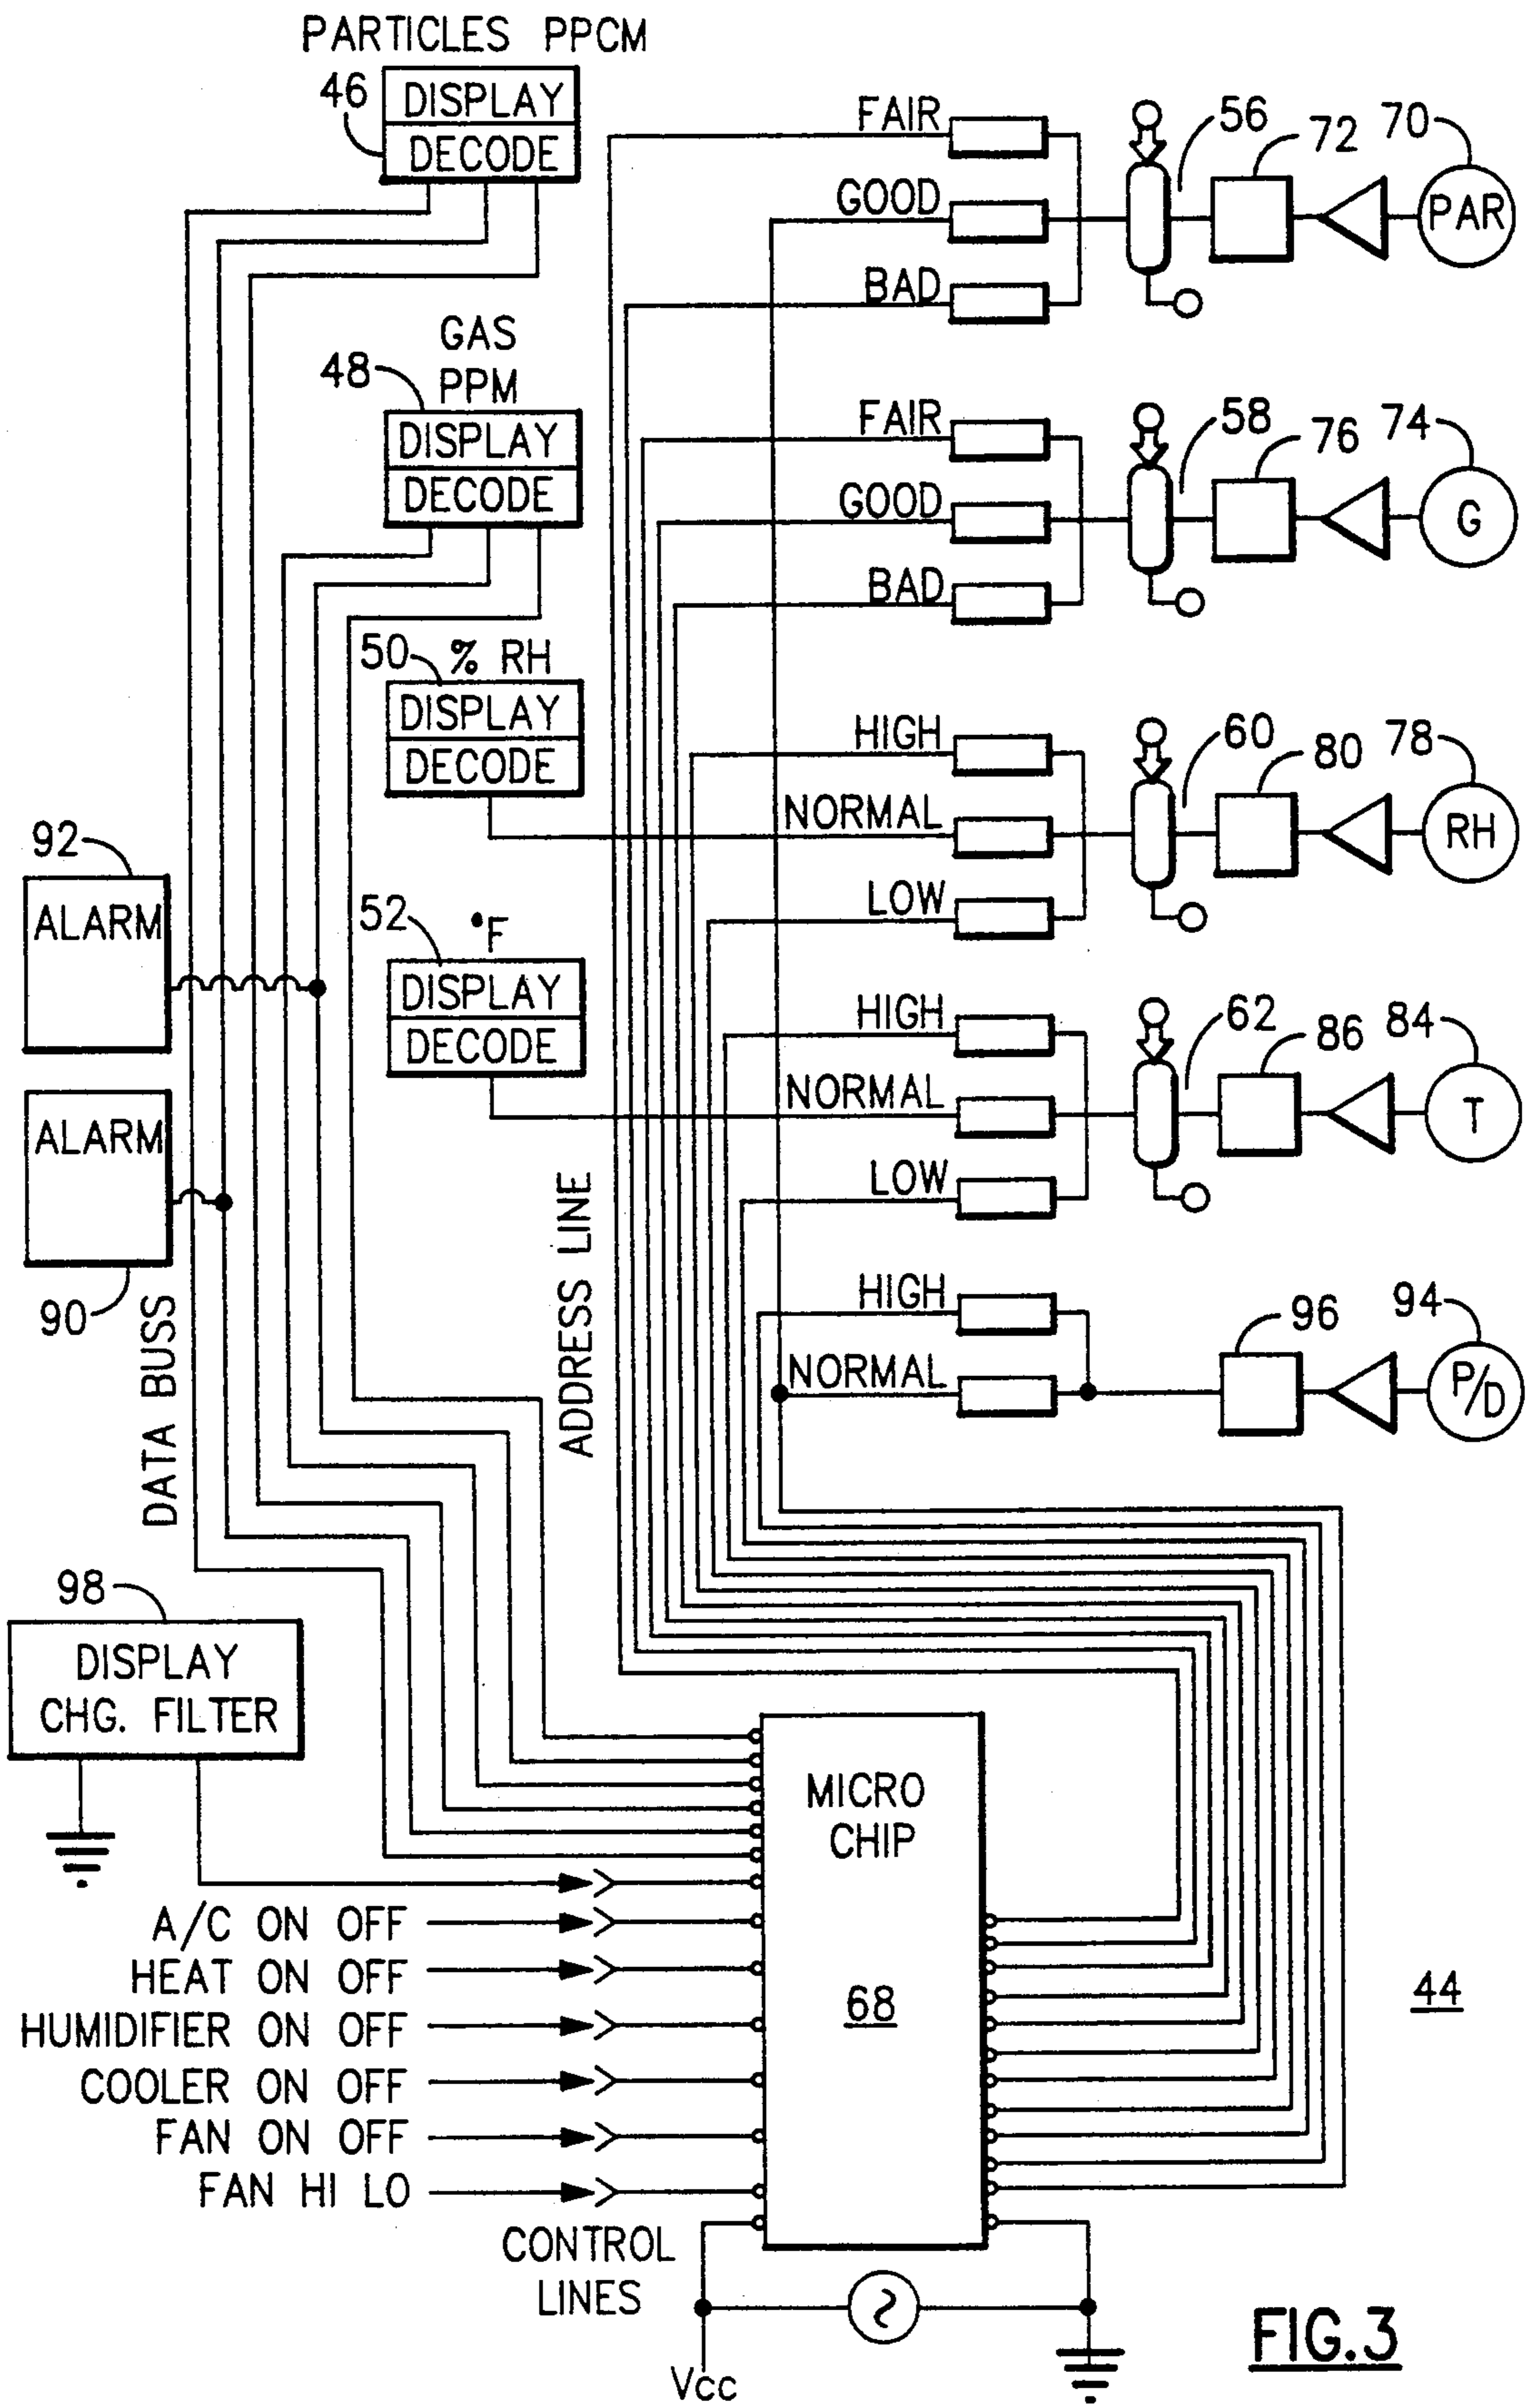 PARTICLES PPCM
46
DISPLAY
DECODE
GAS
PPM
48
DISPLAY
DECODE
50
% RH
DISPLAY
DECODE
52
°F
DISPLAY
DECODE
92
ALARM
ALARM
90
DATA BUSS
ADDRESS LINE
FAIR
GOOD
BAD
56
72
70
PAR
FAIR
GOOD
BAD
58
76
74
G
HIGH
NORMAL
LOW
60
80
78
RH
HIGH
NORMAL
LOW
62
86
84
T
HIGH
NORMAL
96
94
P/D
98
DISPLAY
CHG. FILTER
MICRO
CHIP
68
44
A/C ON OFF
HEAT ON OFF
HUMIDIFIER ON OFF
COOLER ON OFF
FAN ON OFF
FAN HI LO
CONTROL
LINES
Vcc
FIG.3